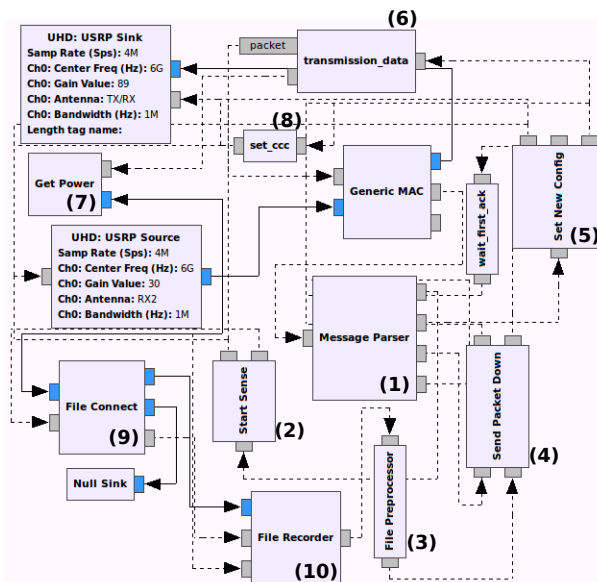 (6)
UHD: USRP Sink
Samp Rate (Sps): 4M
Ch0: Center Freq (Hz): 6G
Ch0: Gain Value: 89
Ch0: Antenna: TX/RX
Ch0: Bandwidth (Hz): 1M
Length tag name:
packet
transmission_data
(8)
set_ccc
Generic MAC
wait_first_ack
Set New Config
(5)
Get Power
(7)
UHD: USRP Source
Samp Rate (Sps): 4M
Ch0: Center Freq (Hz): 6G
Ch0: Gain Value: 30
Ch0: Antenna: RX2
Ch0: Bandwidth (Hz): 1M
Message Parser
(1)
File Connect
(9)
Start Sense
(2)
Send Packet Down
(4)
Null Sink
File Preprocessor
(3)
File Recorder
(10)